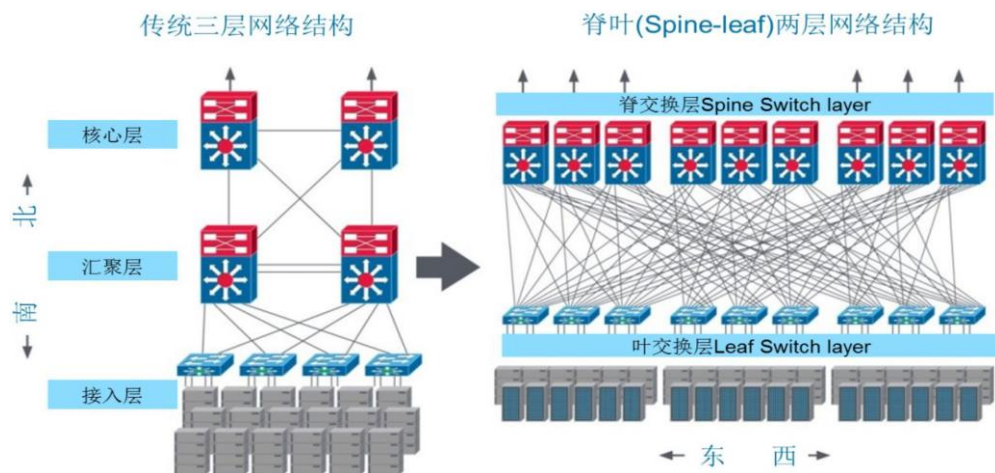 传统三层网络结构
核心层
北
汇聚层
南
接入层
脊叶(Spine-leaf)两层网络结构
脊交换层Spine Switch layer
叶交换层Leaf Switch layer
东 西